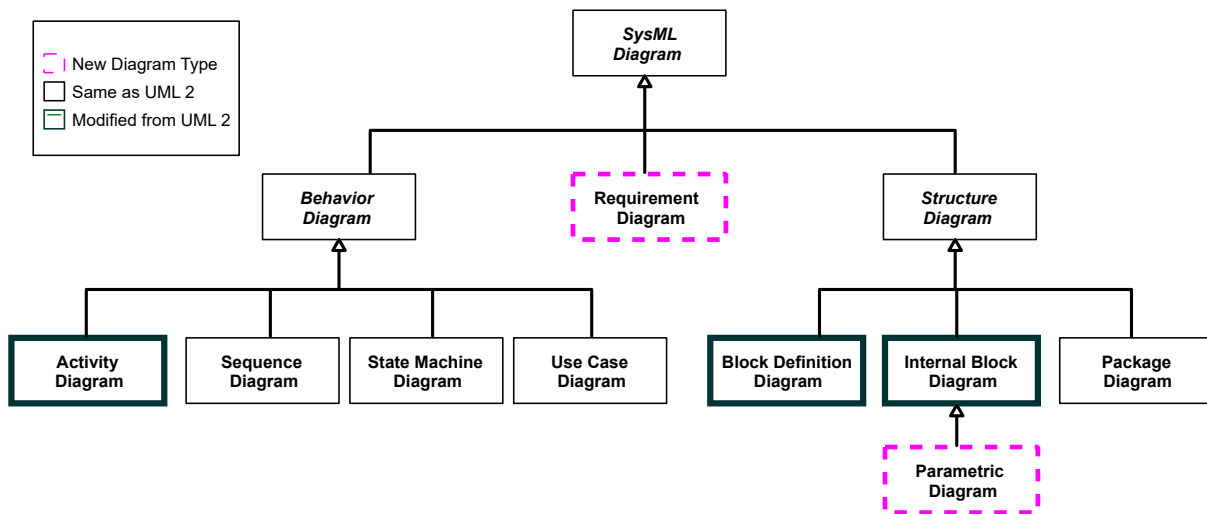 SysML
Diagram
New Diagram Type
Same as UML 2
Modified from UML 2
Behavior
Diagram
Requirement
Diagram
Structure
Diagram
Activity
Diagram
Sequence
Diagram
State Machine
Diagram
Use Case
Diagram
Block Definition
Diagram
Internal Block
Diagram
Package
Diagram
Parametric
Diagram